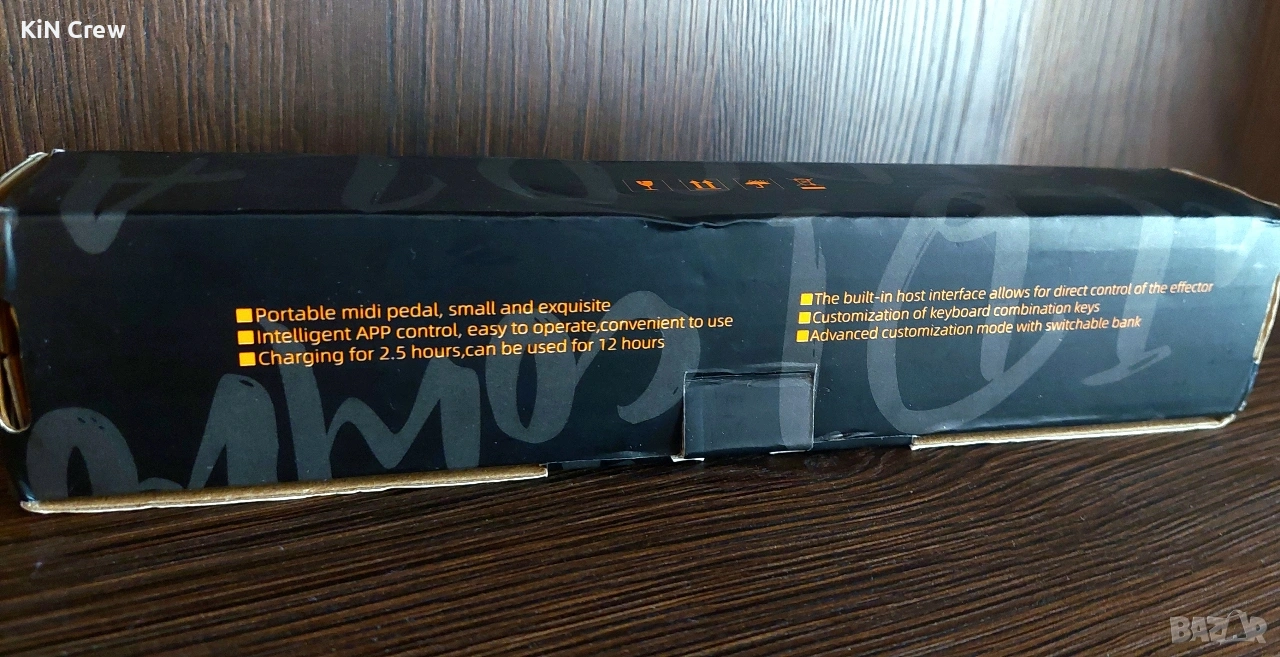 KiN Crew
Portable midi pedal, small and exquisite
Intelligent APP control, easy to operate,convenient to use
Charging for 2.5 hours,can be used for 12 hours
The built-in host interface allows for direct control of the effector
Customization of keyboard combination keys
Advanced customization mode with switchable bank
BAZAR